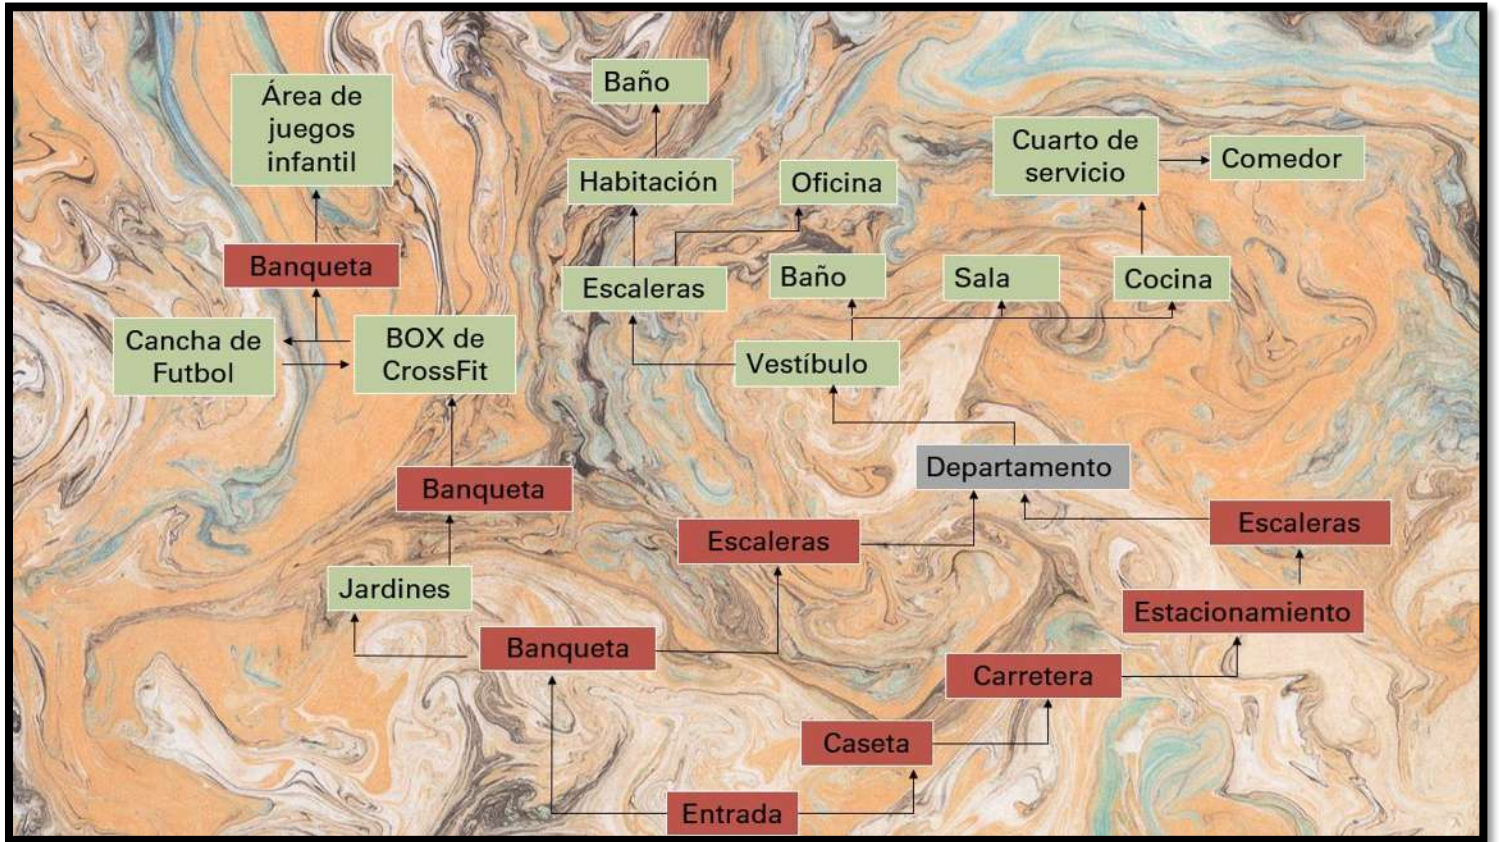 Baño
Área de
juegos
infantil
Cuarto de
servicio
Comedor
Habitación
Oficina
Banqueta
Escaleras
Baño
Sala
Cocina
Cancha de
Futbol
BOX de
CrossFit
Vestíbulo
Departamento
Banqueta
Escaleras
Escaleras
Jardines
Estacionamiento
Banqueta
Carretera
Caseta
Entrada